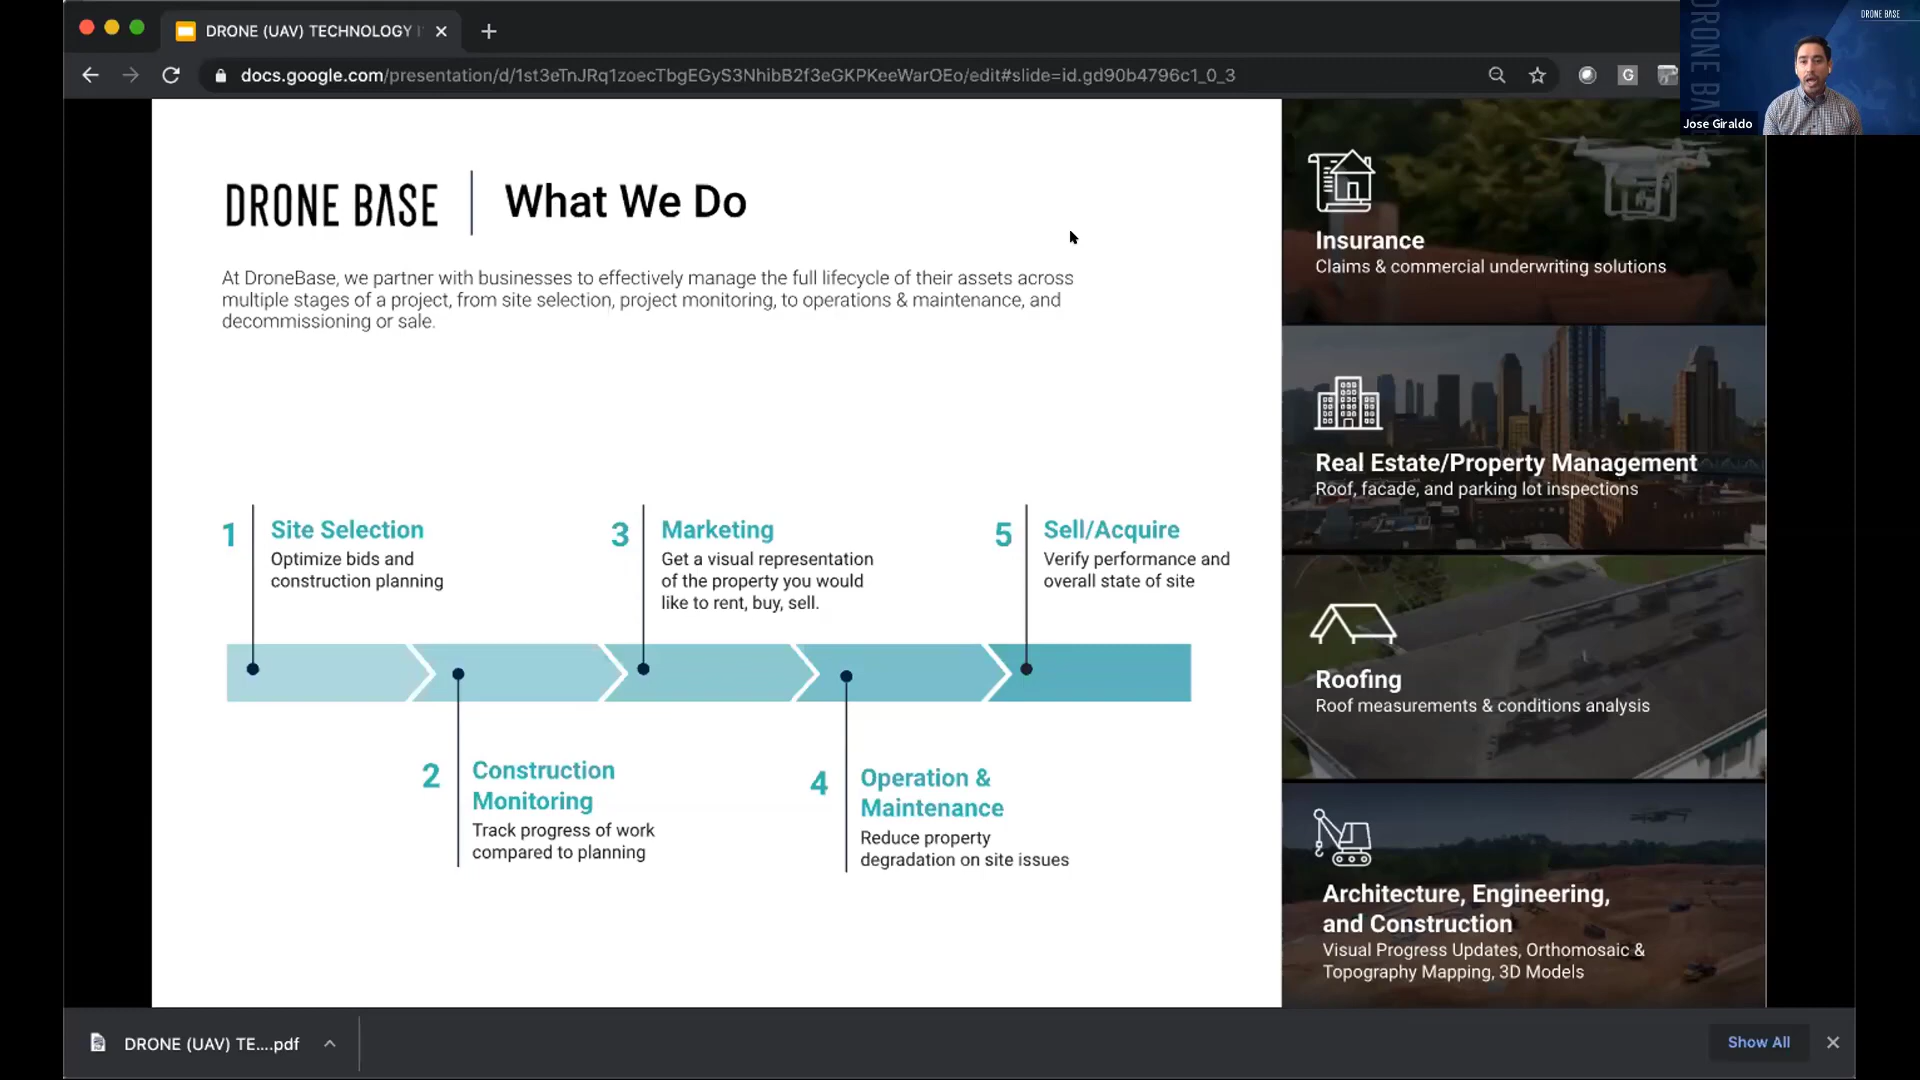 DRONE (UAV) TECHNOLOGY I
docs.google.com/presentation/d/1st3eTnJRq1zoecTbgEGyS3NhibB2f3eGKPKeeWarOEo/edit#slide=id.gd90b4796c1_0_3
G
DRONE BASE
DRONE BAS
Jose Giraldo
DRONE BASE
What We Do
At DroneBase, we partner with businesses to effectively manage the full lifecycle of their assets across
multiple stages of a project, from site selection, project monitoring, to operations & maintenance, and
decommissioning or sale.
1
Site Selection
Optimize bids and
construction planning
3
Marketing
Get a visual representation
of the property you would
like to rent, buy, sell.
5
Sell/Acquire
Verify performance and
overall state of site
2
Construction
Monitoring
Track progress of work
compared to planning
4
Operation &
Maintenance
Reduce property
degradation on site issues
Insurance
Claims & commercial underwriting solutions
Real Estate/Property Management
Roof, facade, and parking lot inspections
Roofing
Roof measurements & conditions analysis
Architecture, Engineering,
and Construction
Visual Progress Updates, Orthomosaic &
Topography Mapping, 3D Models
DRONE (UAV) TE....pdf
Show All